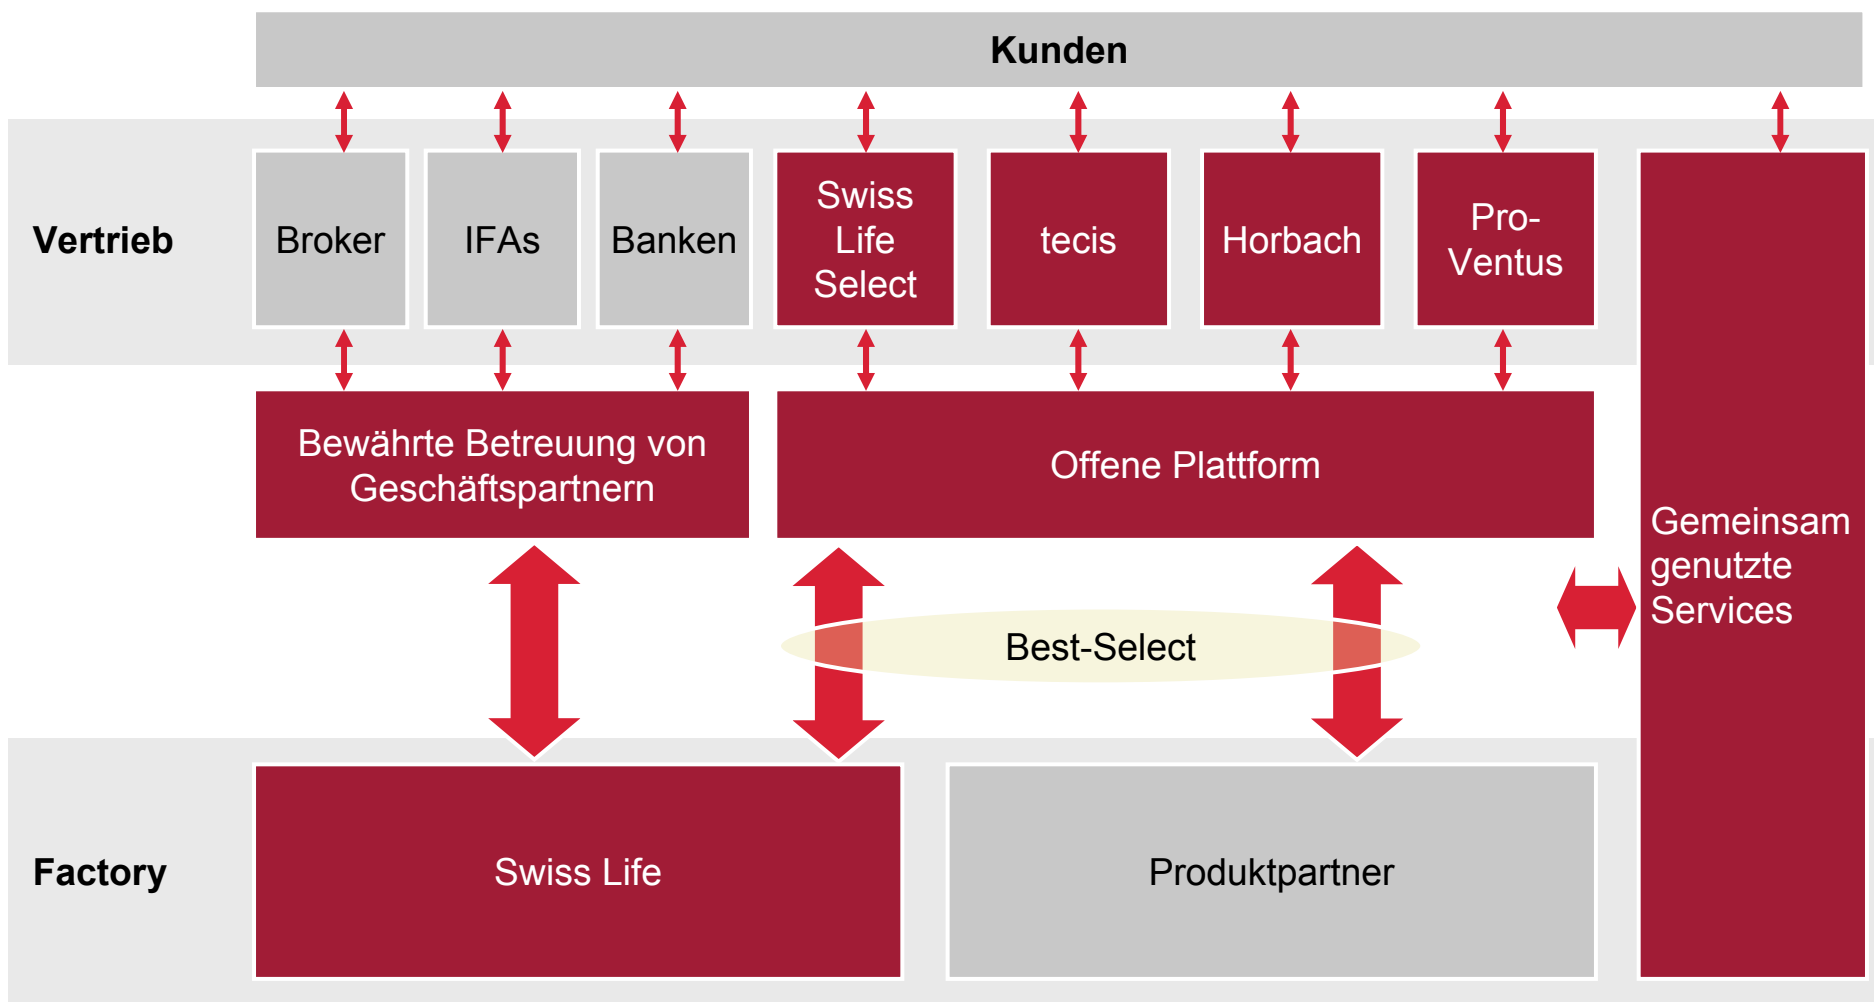 Kunden
Vertrieb
Broker
IFAs
Banken
Swiss
Life
Select
tecis
Horbach
Pro-
Ventus
Bewährte Betreuung von
Geschäftspartnern
Offene Plattform
Gemeinsam
genutzte
Services
Best-Select
Factory
Swiss Life
Produktpartner